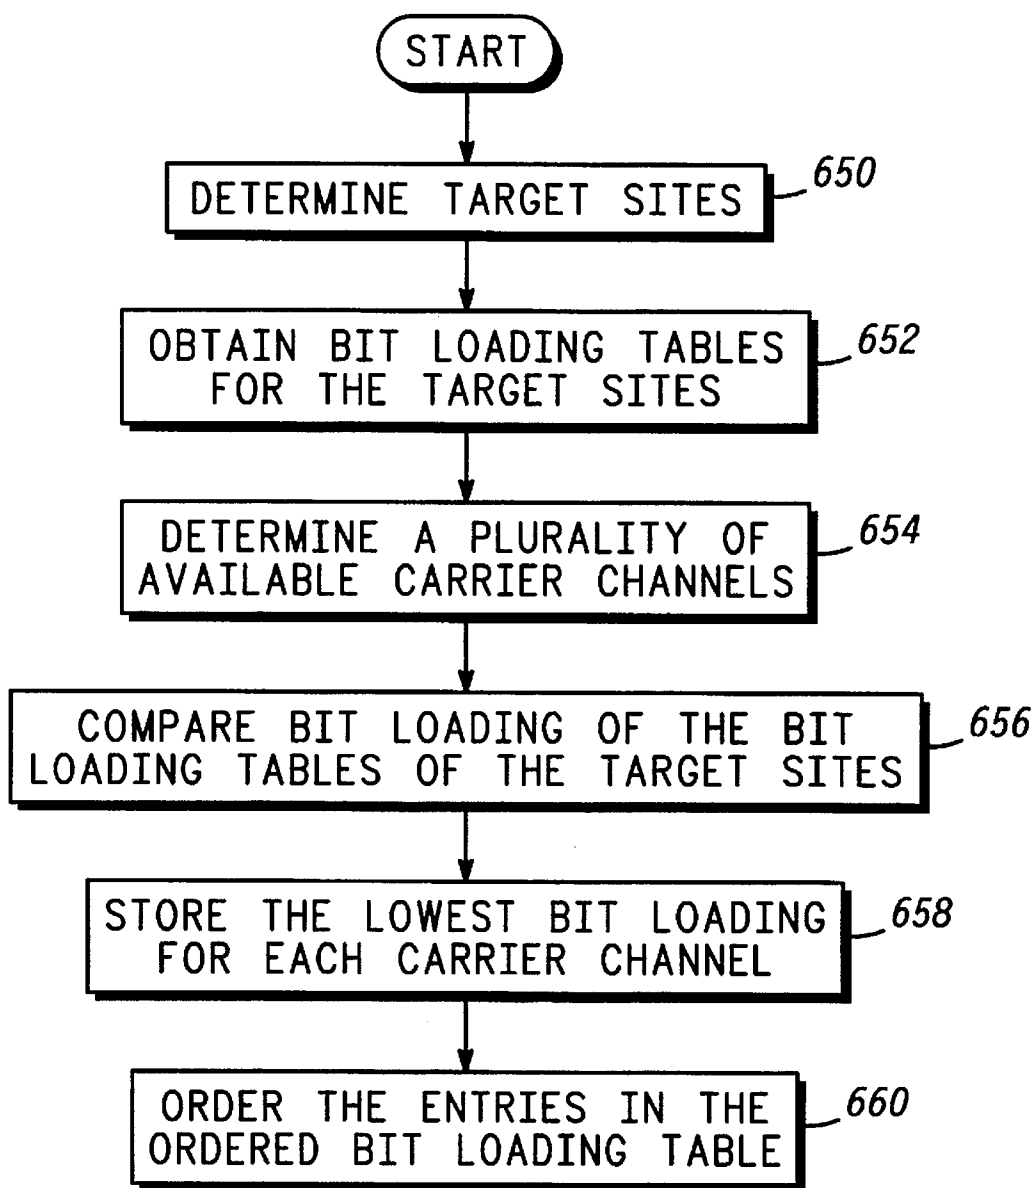 START
DETERMINE TARGET SITES
650
OBTAIN BIT LOADING TABLES
FOR THE TARGET SITES
652
DETERMINE A PLURALITY OF
AVAILABLE CARRIER CHANNELS
654
COMPARE BIT LOADING OF THE BIT
LOADING TABLES OF THE TARGET SITES
656
STORE THE LOWEST BIT LOADING
FOR EACH CARRIER CHANNEL
658
ORDER THE ENTRIES IN THE
ORDERED BIT LOADING TABLE
660